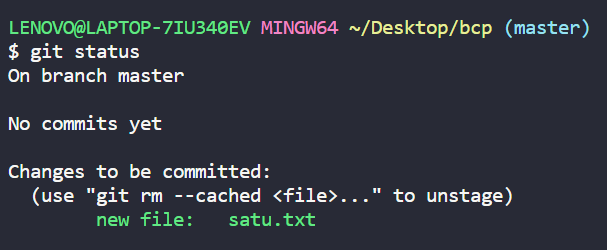 LENOVO@LAPTOP-7IU340EV MINGW64 ~/Desktop/bcp (master)
$ git status
On branch master
No commits yet
Changes to be committed:
(use "git rm --cached <file>..." to unstage)
new file: satu.txt